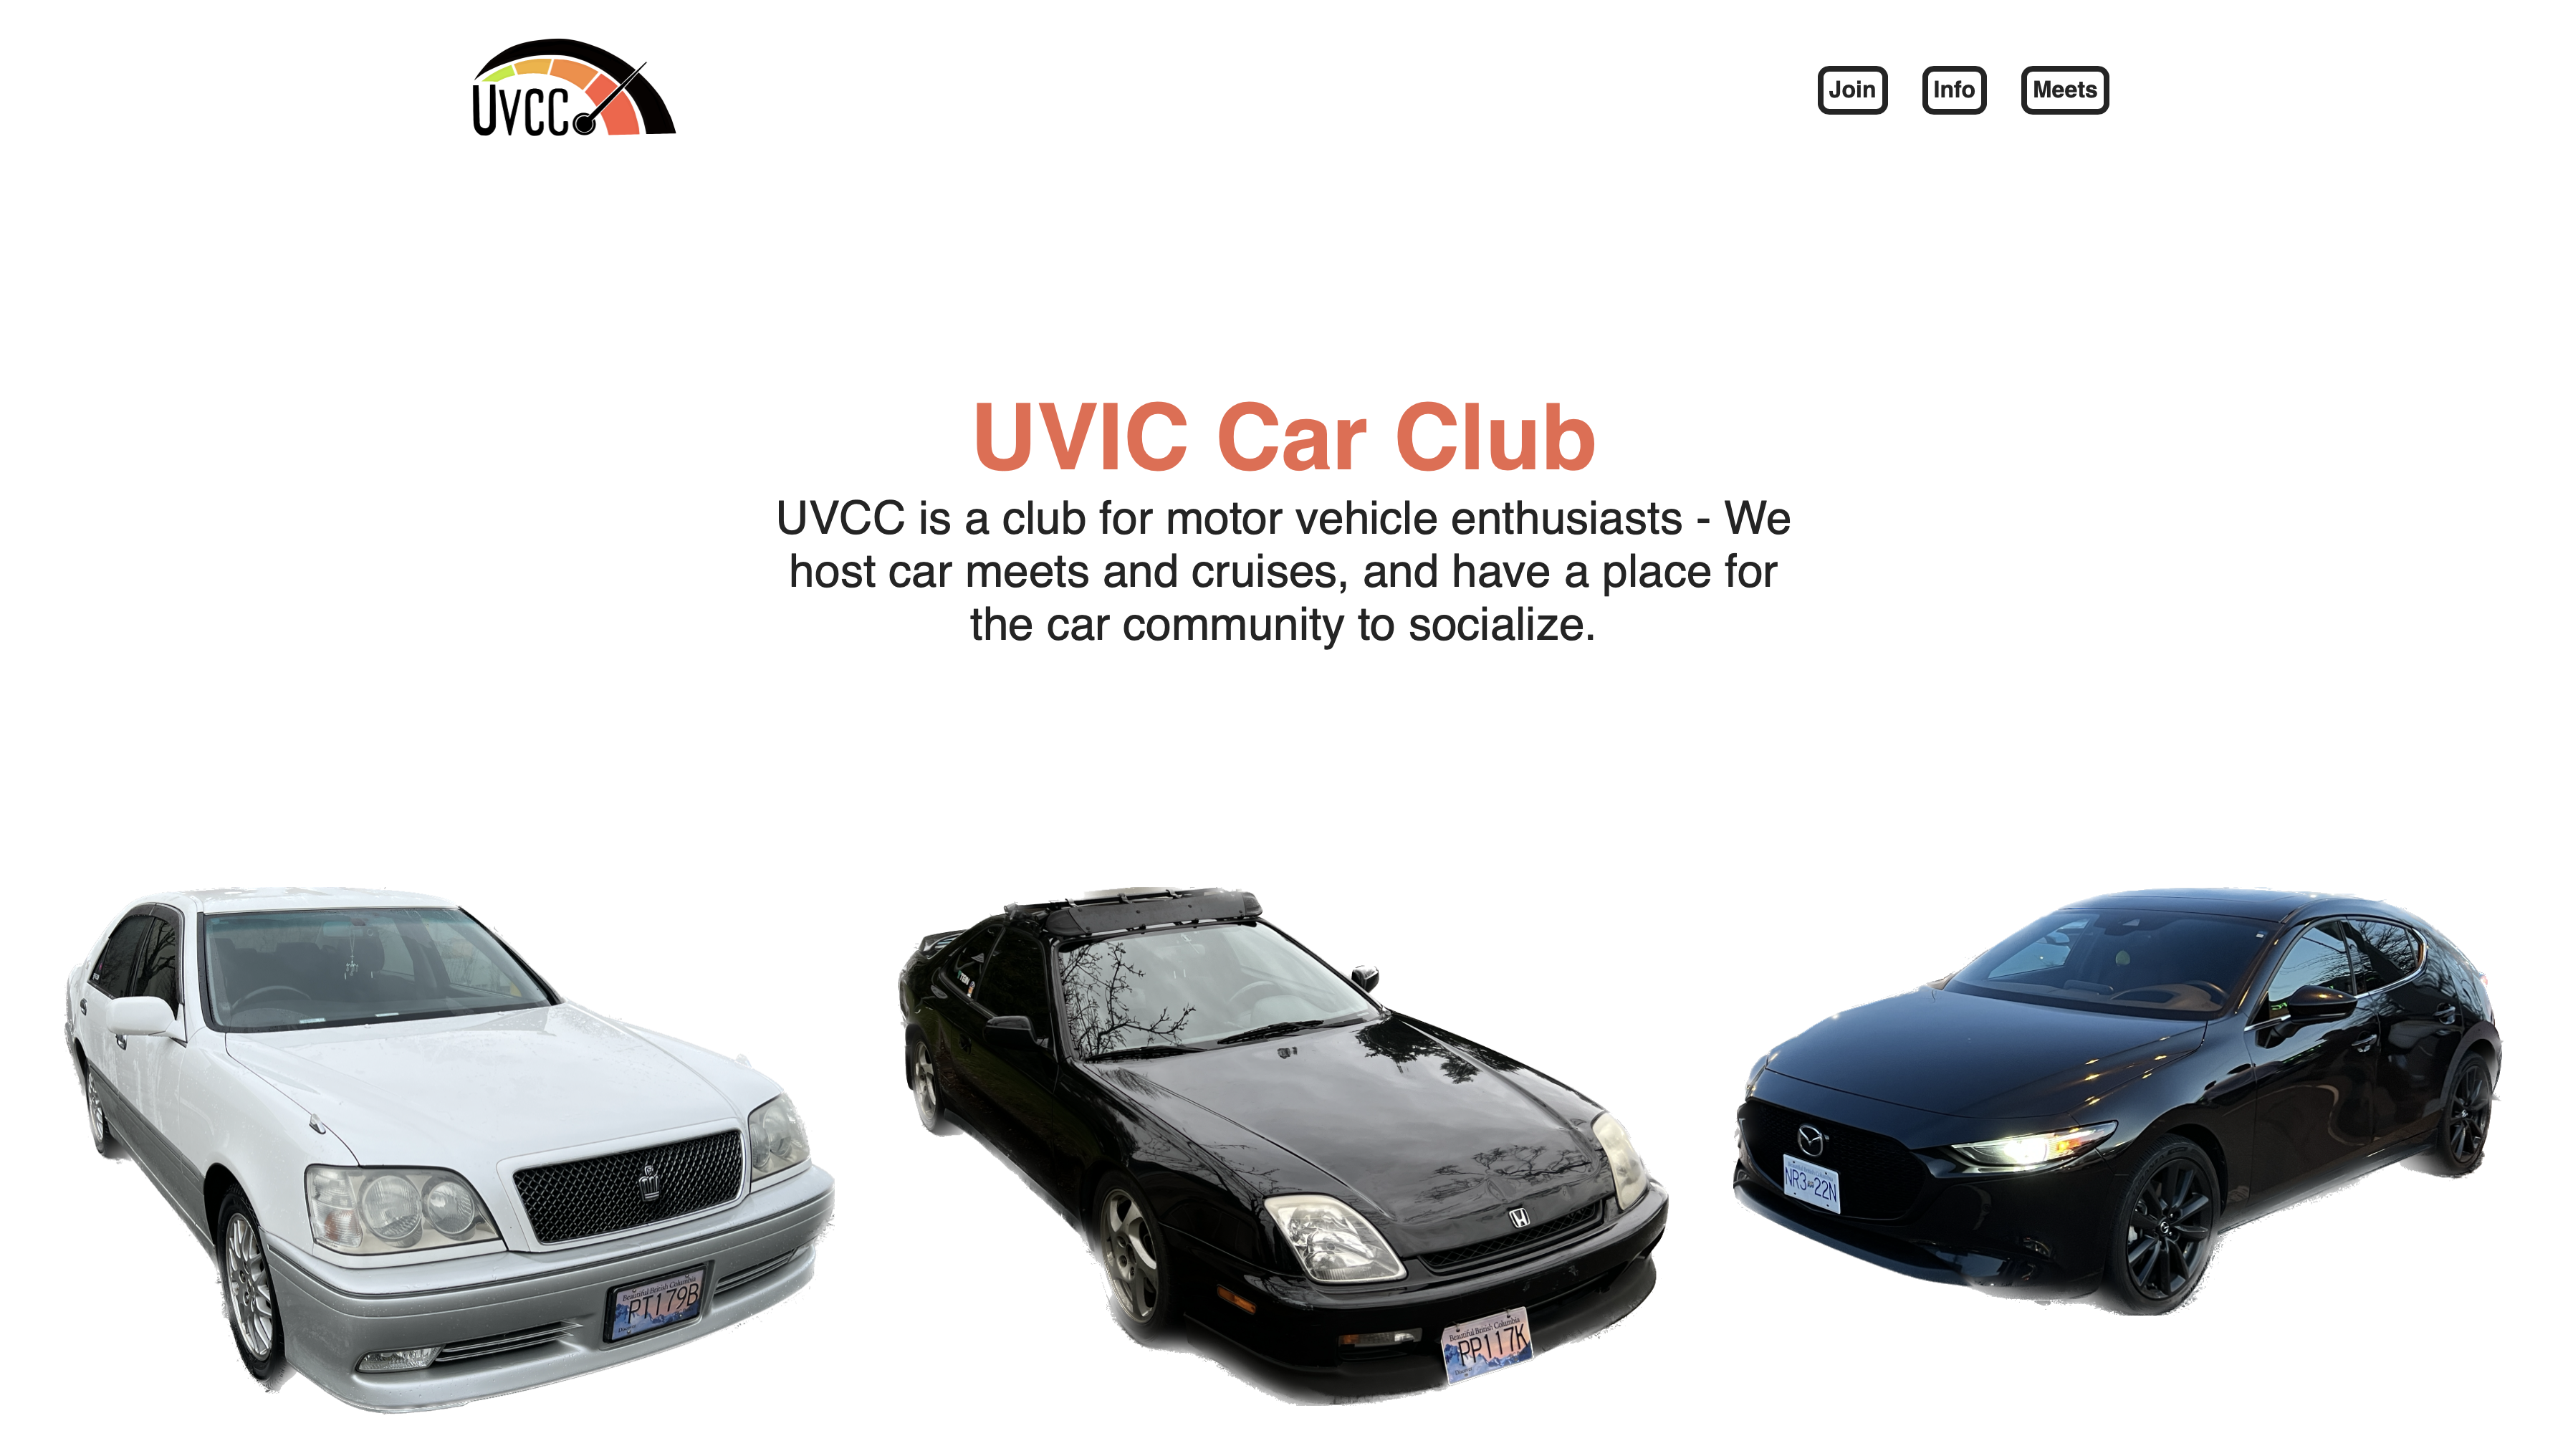 UVCC
Join
Info
Meets
UVIC Car Club
UVCC is a club for motor vehicle enthusiasts - We
host car meets and cruises, and have a place for
the car community to socialize.
Beautiful British Columbia
PT179B
Beautiful British Columbia
PP117K
NR3 22N